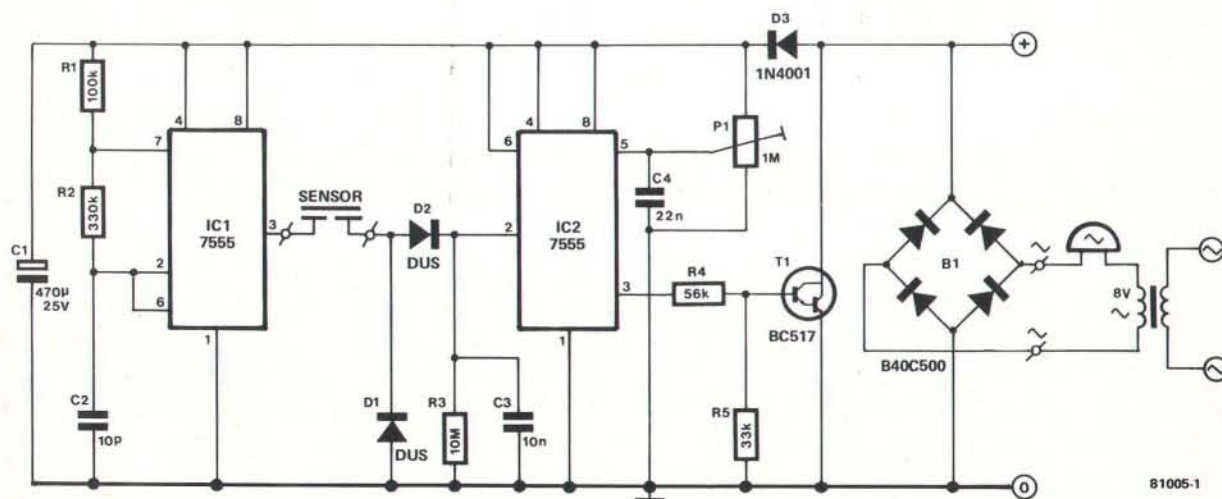 D3
1N4001
+
R1
100k
4
8
7
R2
330k
IC1
7555
3
SENSOR
D2
DUS
2
6
1
C1
470µ
25V
C2
10p
D1
DUS
R3
10M
C3
10n
4
8
6
5
2
IC2
7555
3
1
C4
22n
P1
1M
R4
56k
T1
BC517
R5
33k
B1
B40C500
~
~
~
8V
~
~
~
0
81005-1